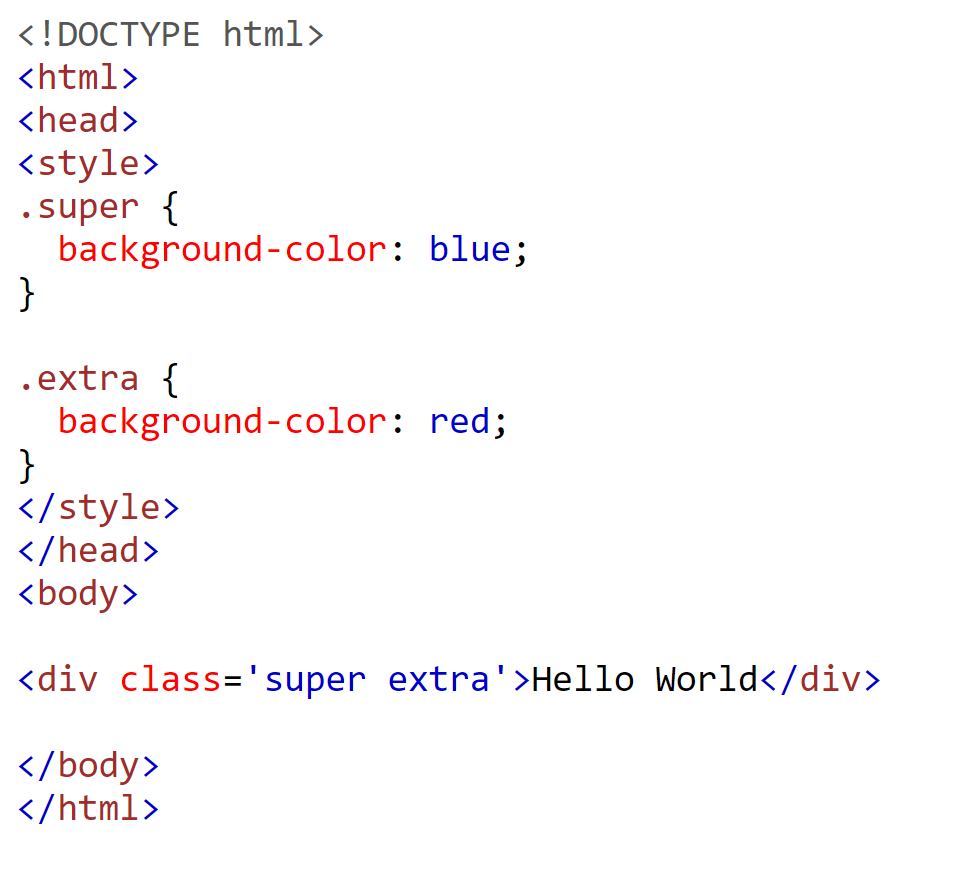 <!DOCTYPE html>
<html>
<head>
<style>
.super {
  background-color: blue;
}

.extra {
  background-color: red;
}
</style>
</head>
<body>

<div class='super extra'>Hello World</div>

</body>
</html>